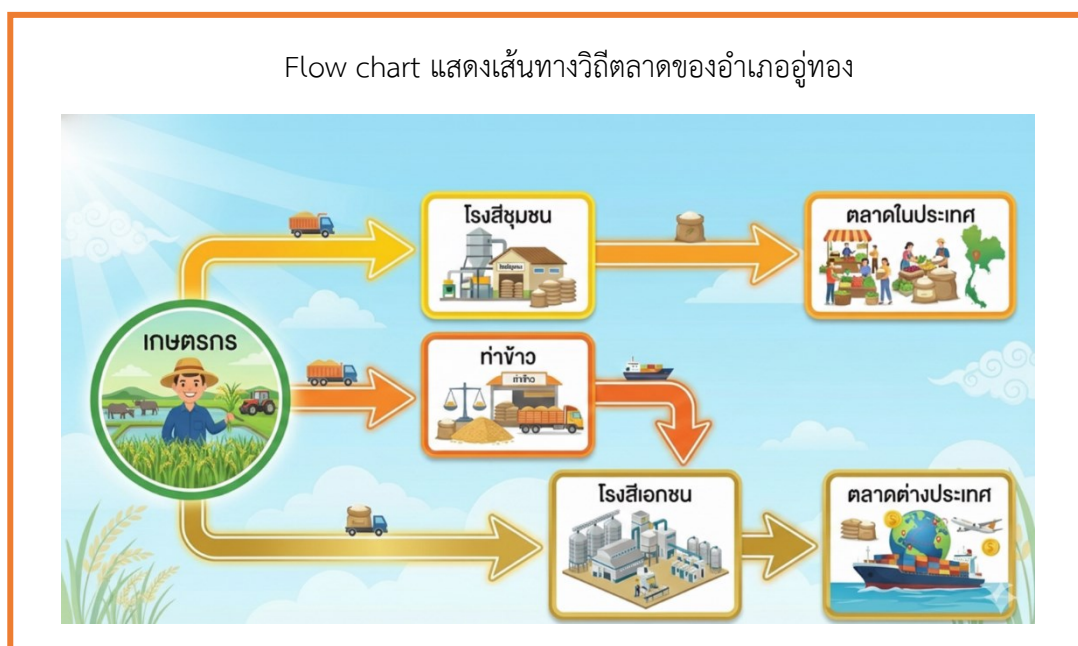 Flow chart แสดงเส้นทางวิถีตลาดของอำเภออู่ทอง
โรงสีชุมชน
ตลาดในประเทศ
เกษตรกร
ท่าข้าว
ท่าข้าว
โรงสีเอกชน
ตลาดต่างประเทศ